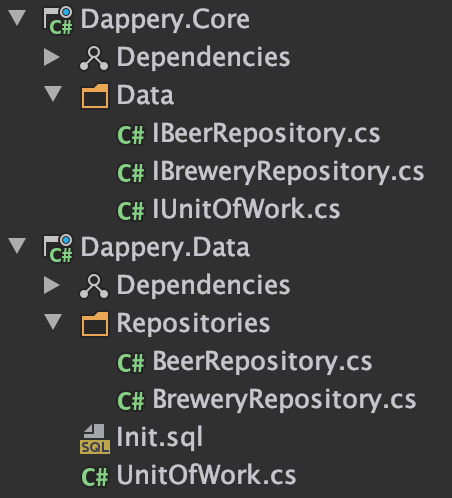 C# Dappery.Core
Dependencies
Data
C# IBeerRepository.cs
C# IBreweryRepository.cs
C# IUnitOfWork.cs
C# Dappery.Data
Dependencies
Repositories
C# BeerRepository.cs
C# BreweryRepository.cs
SQL Init.sql
C# UnitOfWork.cs